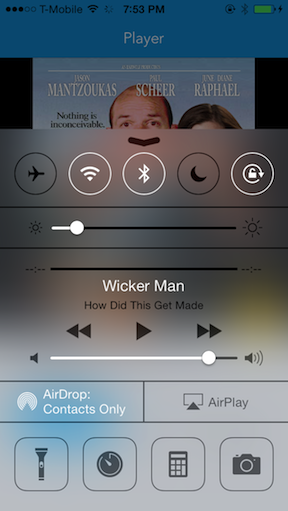 T-Mobile 7:53 PM
Player
JASON PAUL JUNE DIANE
MANTZOUKAS SCHEER RAPHAEL
Nothing is
inconceivable.
--:-- --:--
Wicker Man
How Did This Get Made
AirDrop: AirPlay
Contacts Only